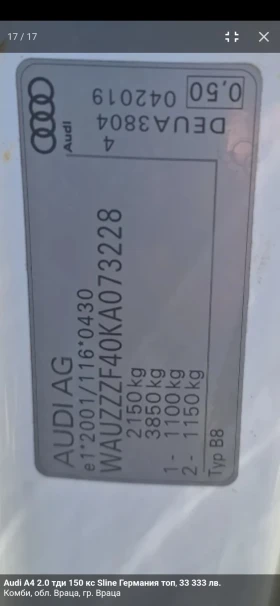 17 / 17
Audi
0,50
042019
DEUA3804
4
AUDI AG
e1*2001/116*0430
WAUZZZF40KA073228
2150 kg
3850 kg
1 - 1100 kg
2 - 1150 kg
Typ B8
Audi A4 2.0 тди 150 кс Sline Германия топ, 33 333 лв.
Комби, обл. Враца, гр. Враца